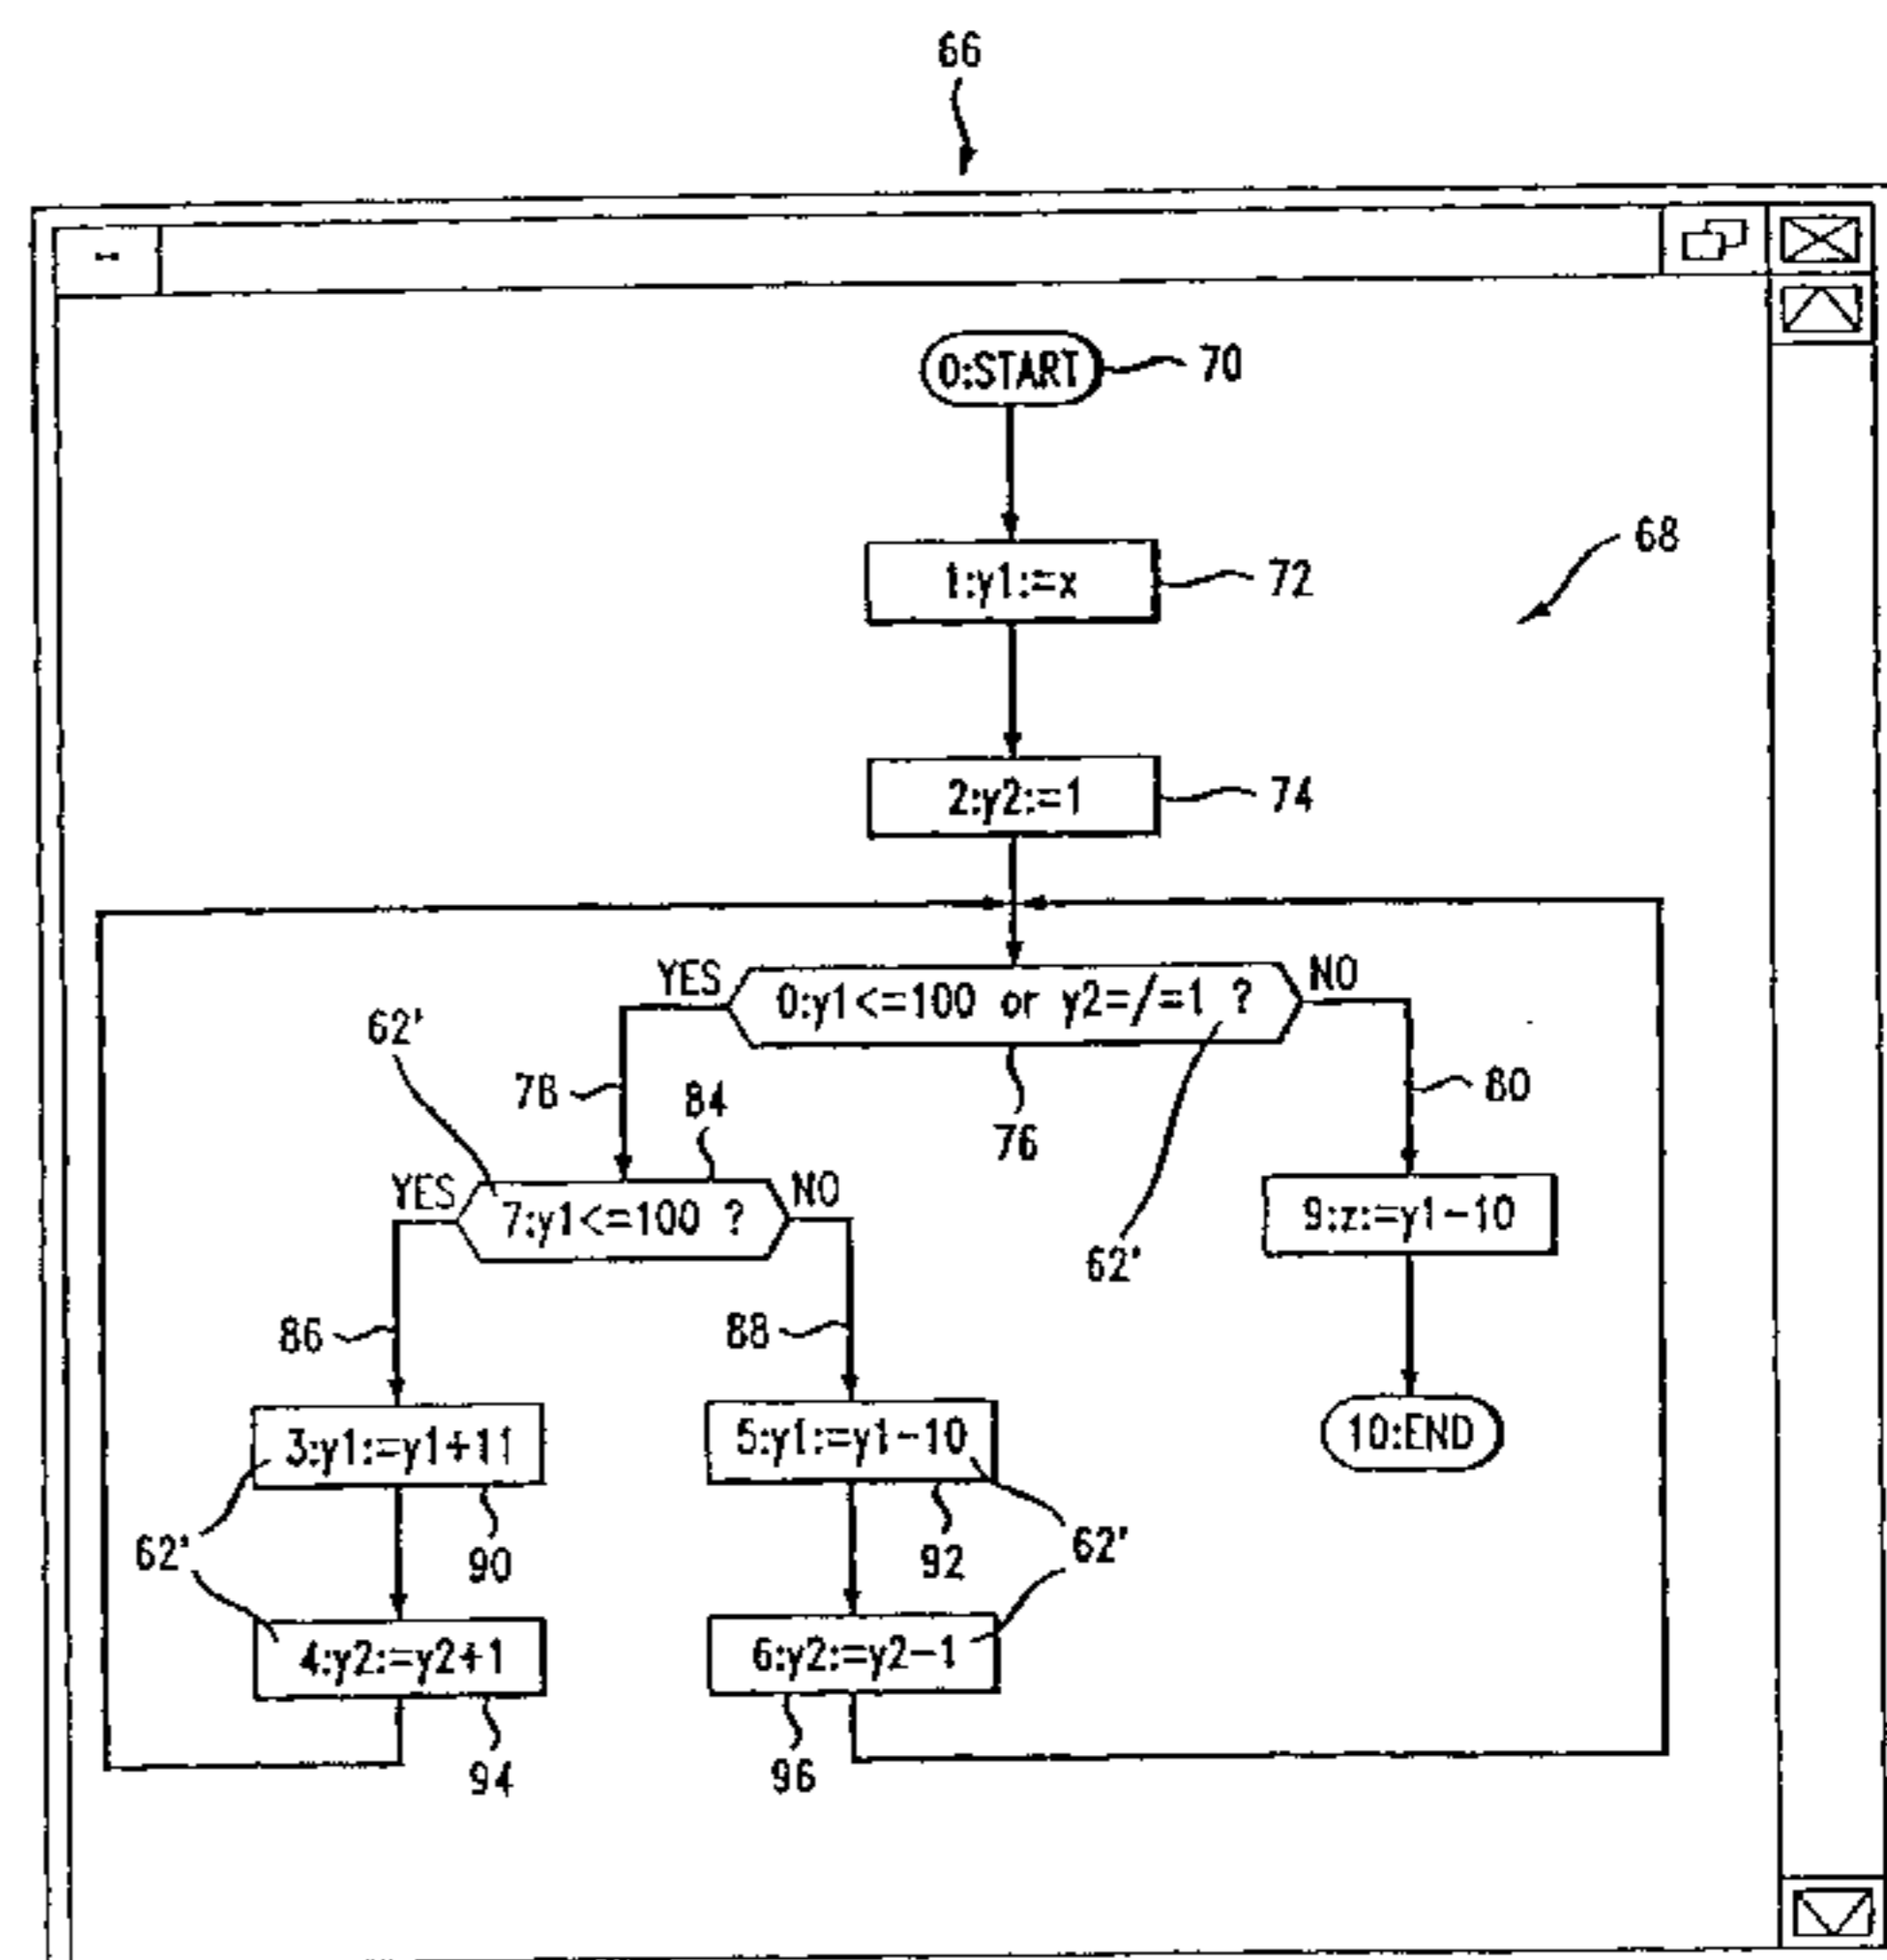 66
0:START
70
68
1:y1:=x
72
2:y2:=1
74
YES
0:y1<=100 or y2=/=1 ?
NO
62'
78
84
76
80
YES
7:y1<=100 ?
NO
62'
9:z:=y1-10
86
88
3:y1:=y1+11
5:y1:=y1-10
10:END
62'
90
92
62'
4:y2:=y2+1
6:y2:=y2-1
94
96